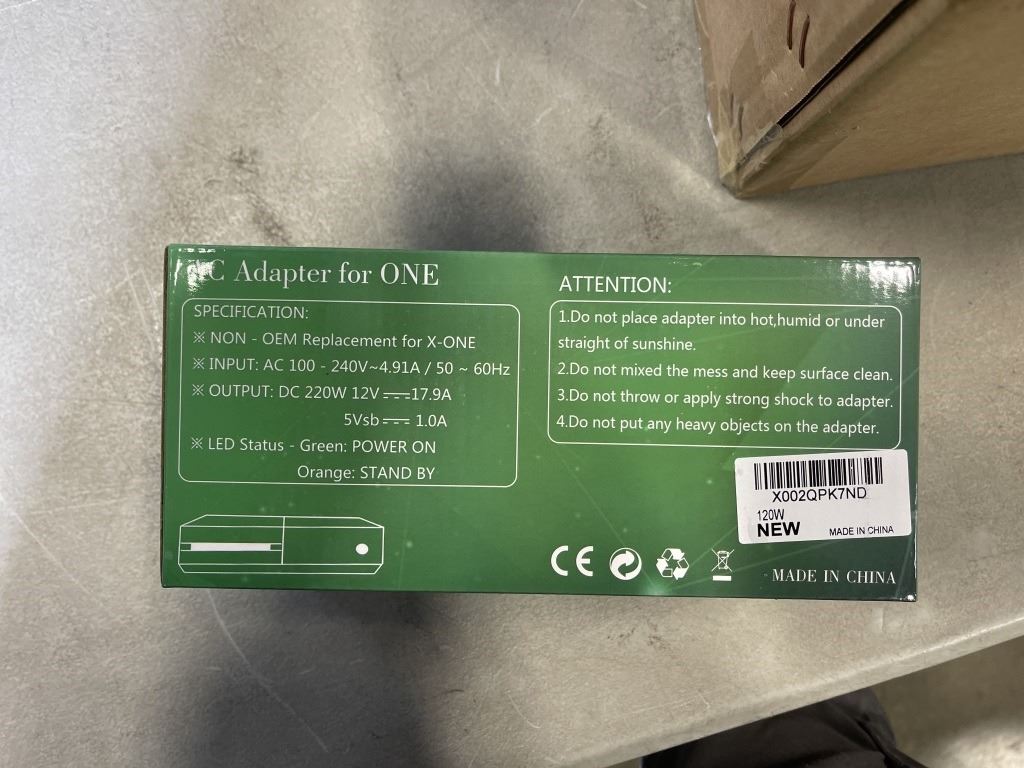 AC Adapter for ONE
SPECIFICATION:
※ NON - OEM Replacement for X-ONE
※ INPUT: AC 100 - 240V~4.91A / 50 ~ 60Hz
※ OUTPUT: DC 220W 12V⎓17.9A
5Vsb⎓ 1.0A
※ LED Status - Green: POWER ON
Orange: STAND BY
ATTENTION:
1.Do not place adapter into hot,humid or under
straight of sunshine.
2.Do not mixed the mess and keep surface clean.
3.Do not throw or apply strong shock to adapter.
4.Do not put any heavy objects on the adapter.
X002QPK7ND
120W
NEW MADE IN CHINA
CE
MADE IN CHINA